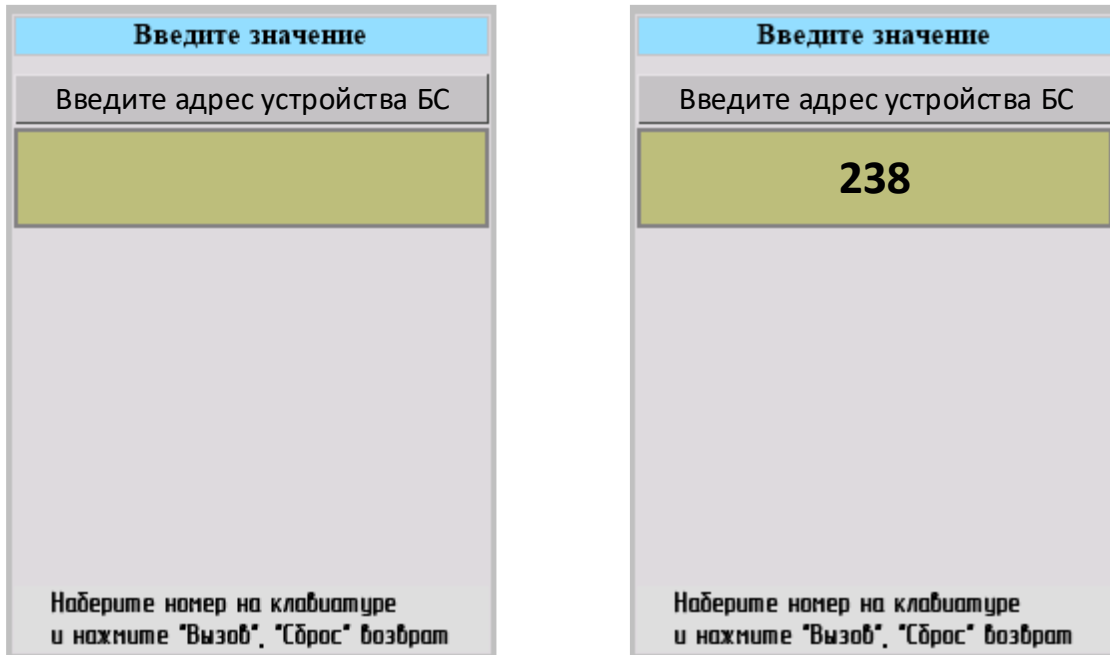 Введите значение
Введите адрес устройства БС
Наберите номер на клавиатуре
и нажмите "Вызов", "Сброс" возврат
Введите значение
Введите адрес устройства БС
238
Наберите номер на клавиатуре
и нажмите "Вызов", "Сброс" возврат